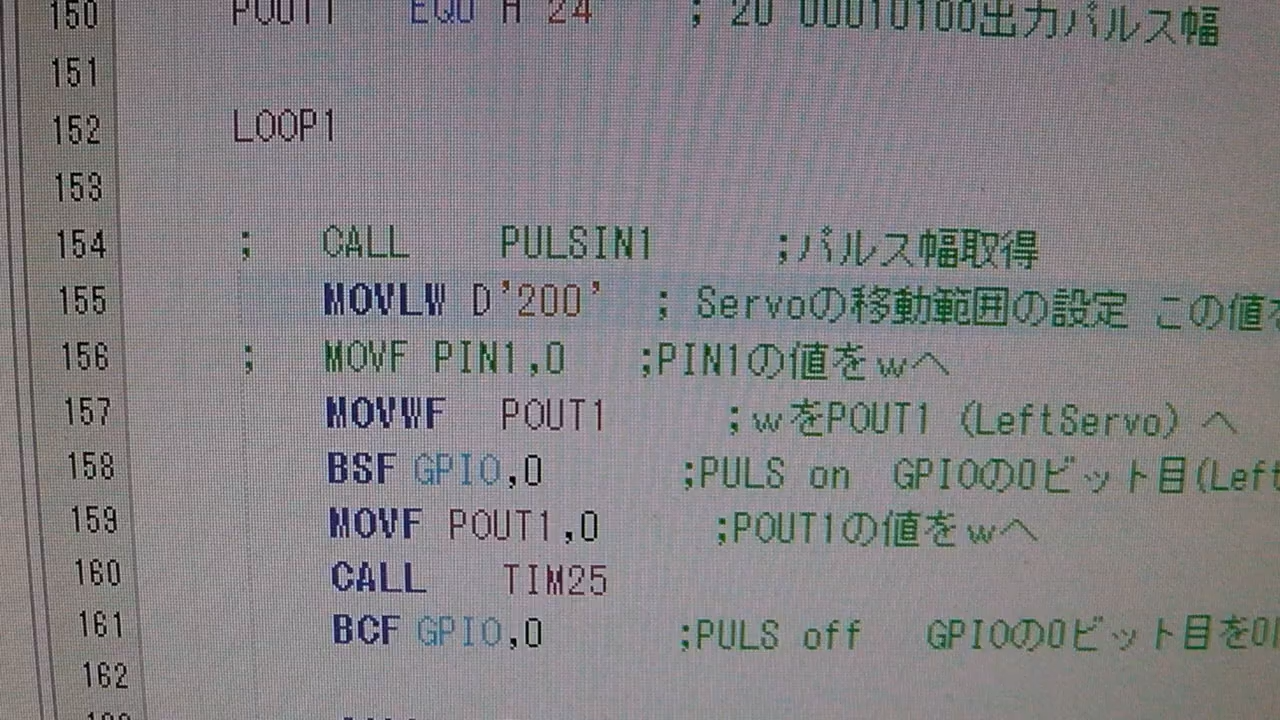 150 POUT1 EQU H'24' ; 20 00010100出力パルス幅
151
152 LOOP1
153
154 ; CALL PULSIN1 ;パルス幅取得
155 MOVLW D'200' ; Servoの移動範囲の設定 この値を
156 ; MOVF PIN1,0 ;PIN1の値をwへ
157 MOVWF POUT1 ;wをPOUT1 (LeftServo) へ
158 BSF GPIO,0 ;PULS on GPIOの0ビット目(Left
159 MOVF POUT1,0 ;POUT1の値をwへ
160 CALL TIM25
161 BCF GPIO,0 ;PULS off GPIOの0ビット目を
162